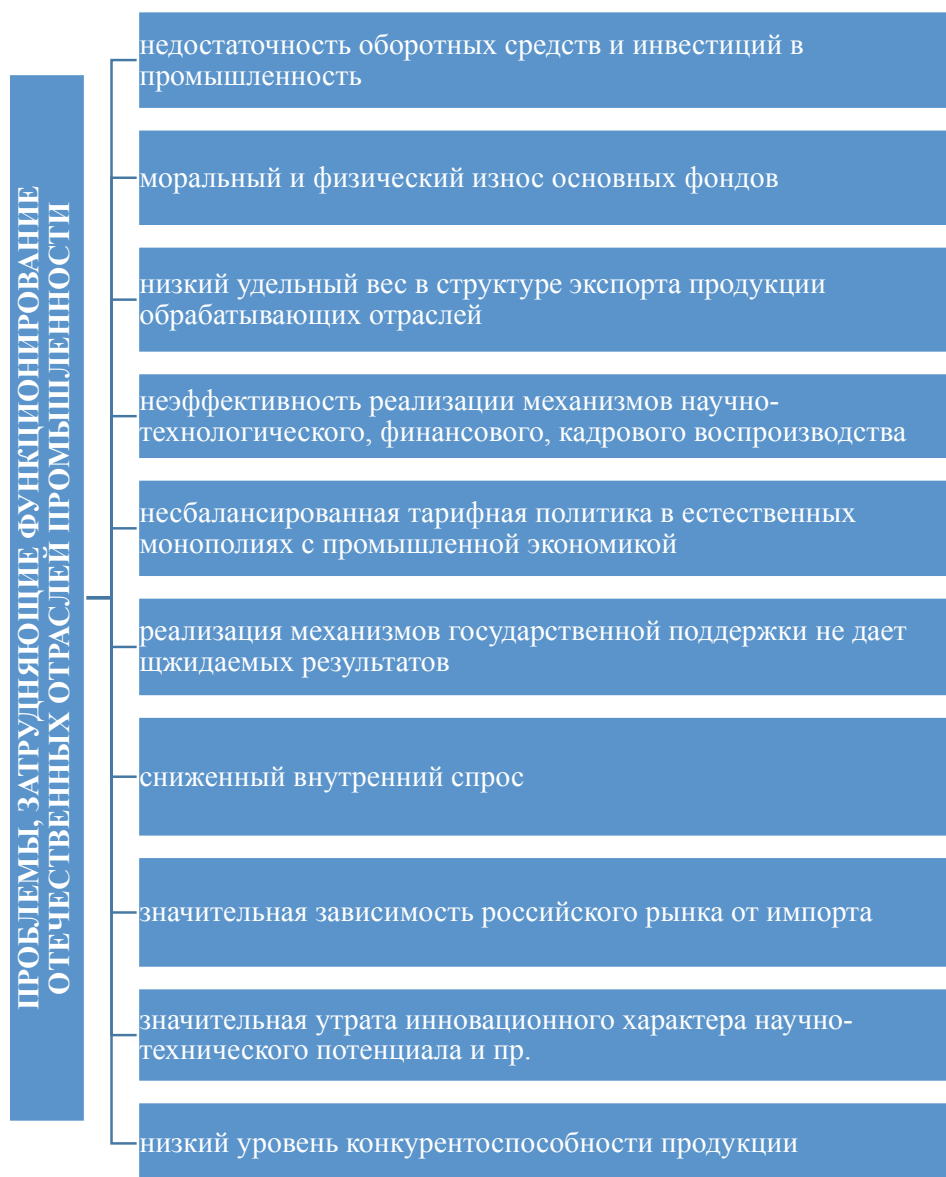 ПРОБЛЕМЫ, ЗАТРУДНЯЮЩИЕ ФУНКЦИОНИРОВАНИЕ
ОТЕЧЕСТВЕННЫХ ОТРАСЛЕЙ ПРОМЫШЛЕННОСТИ
недостаточность оборотных средств и инвестиций в
промышленность
моральный и физический износ основных фондов
низкий удельный вес в структуре экспорта продукции
обрабатывающих отраслей
неэффективность реализации механизмов научно-
технологического, финансового, кадрового воспроизводства
несбалансированная тарифная политика в естественных
монополиях с промышленной экономикой
реализация механизмов государственной поддержки не дает
щжидаемых результатов
сниженный внутренний спрос
значительная зависимость российского рынка от импорта
значительная утрата инновационного характера научно-
технического потенциала и пр.
низкий уровень конкурентоспособности продукции